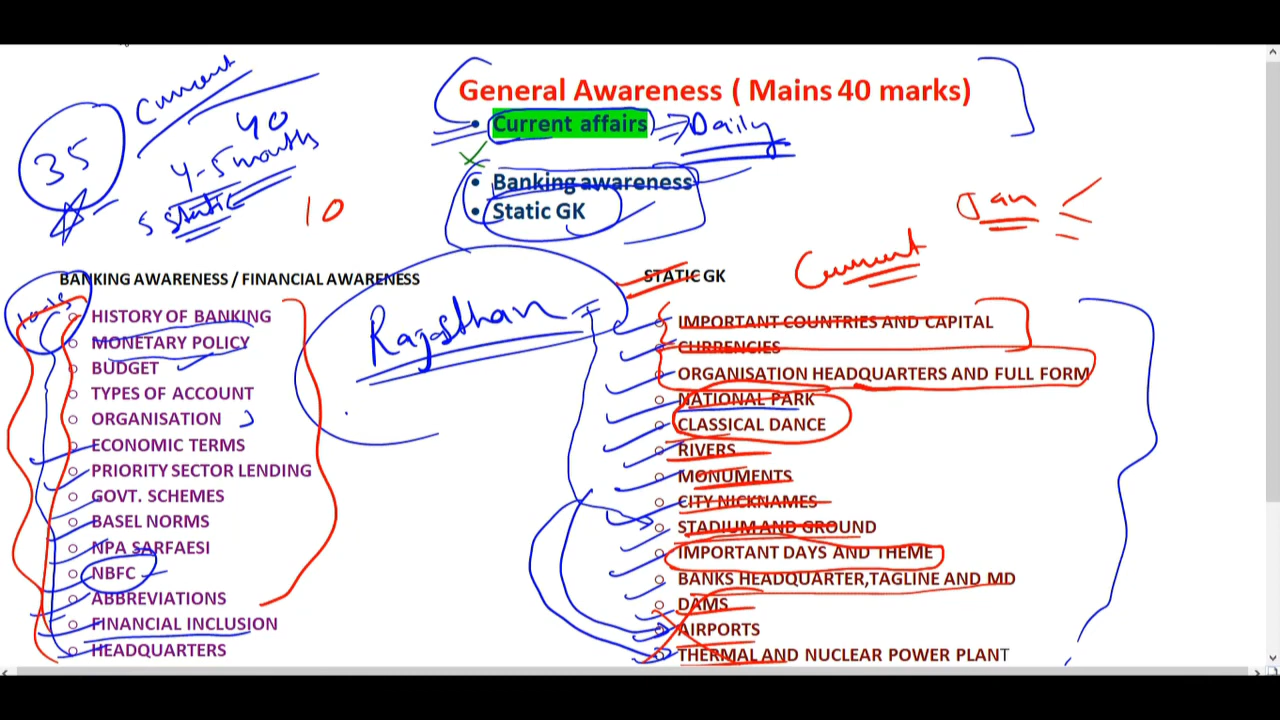 General Awareness ( Mains 40 marks)
• Current affairs Daily
• Banking awareness
• Static GK
Current
40
4-5 months
5 static
35
10
Jan
Current
Rajasthan
BANKING AWARENESS / FINANCIAL AWARENESS
○ HISTORY OF BANKING
○ MONETARY POLICY
○ BUDGET
○ TYPES OF ACCOUNT
○ ORGANISATION
○ ECONOMIC TERMS
○ PRIORITY SECTOR LENDING
○ GOVT. SCHEMES
○ BASEL NORMS
○ NPA SARFAESI
○ NBFC
○ ABBREVIATIONS
○ FINANCIAL INCLUSION
○ HEADQUARTERS
STATIC GK
○ IMPORTANT COUNTRIES AND CAPITAL
○ CURRENCIES
○ ORGANISATION HEADQUARTERS AND FULL FORM
○ NATIONAL PARK
○ CLASSICAL DANCE
○ RIVERS
○ MONUMENTS
○ CITY NICKNAMES
○ STADIUM AND GROUND
○ IMPORTANT DAYS AND THEME
○ BANKS HEADQUARTER,TAGLINE AND MD
○ DAMS
○ AIRPORTS
○ THERMAL AND NUCLEAR POWER PLANT